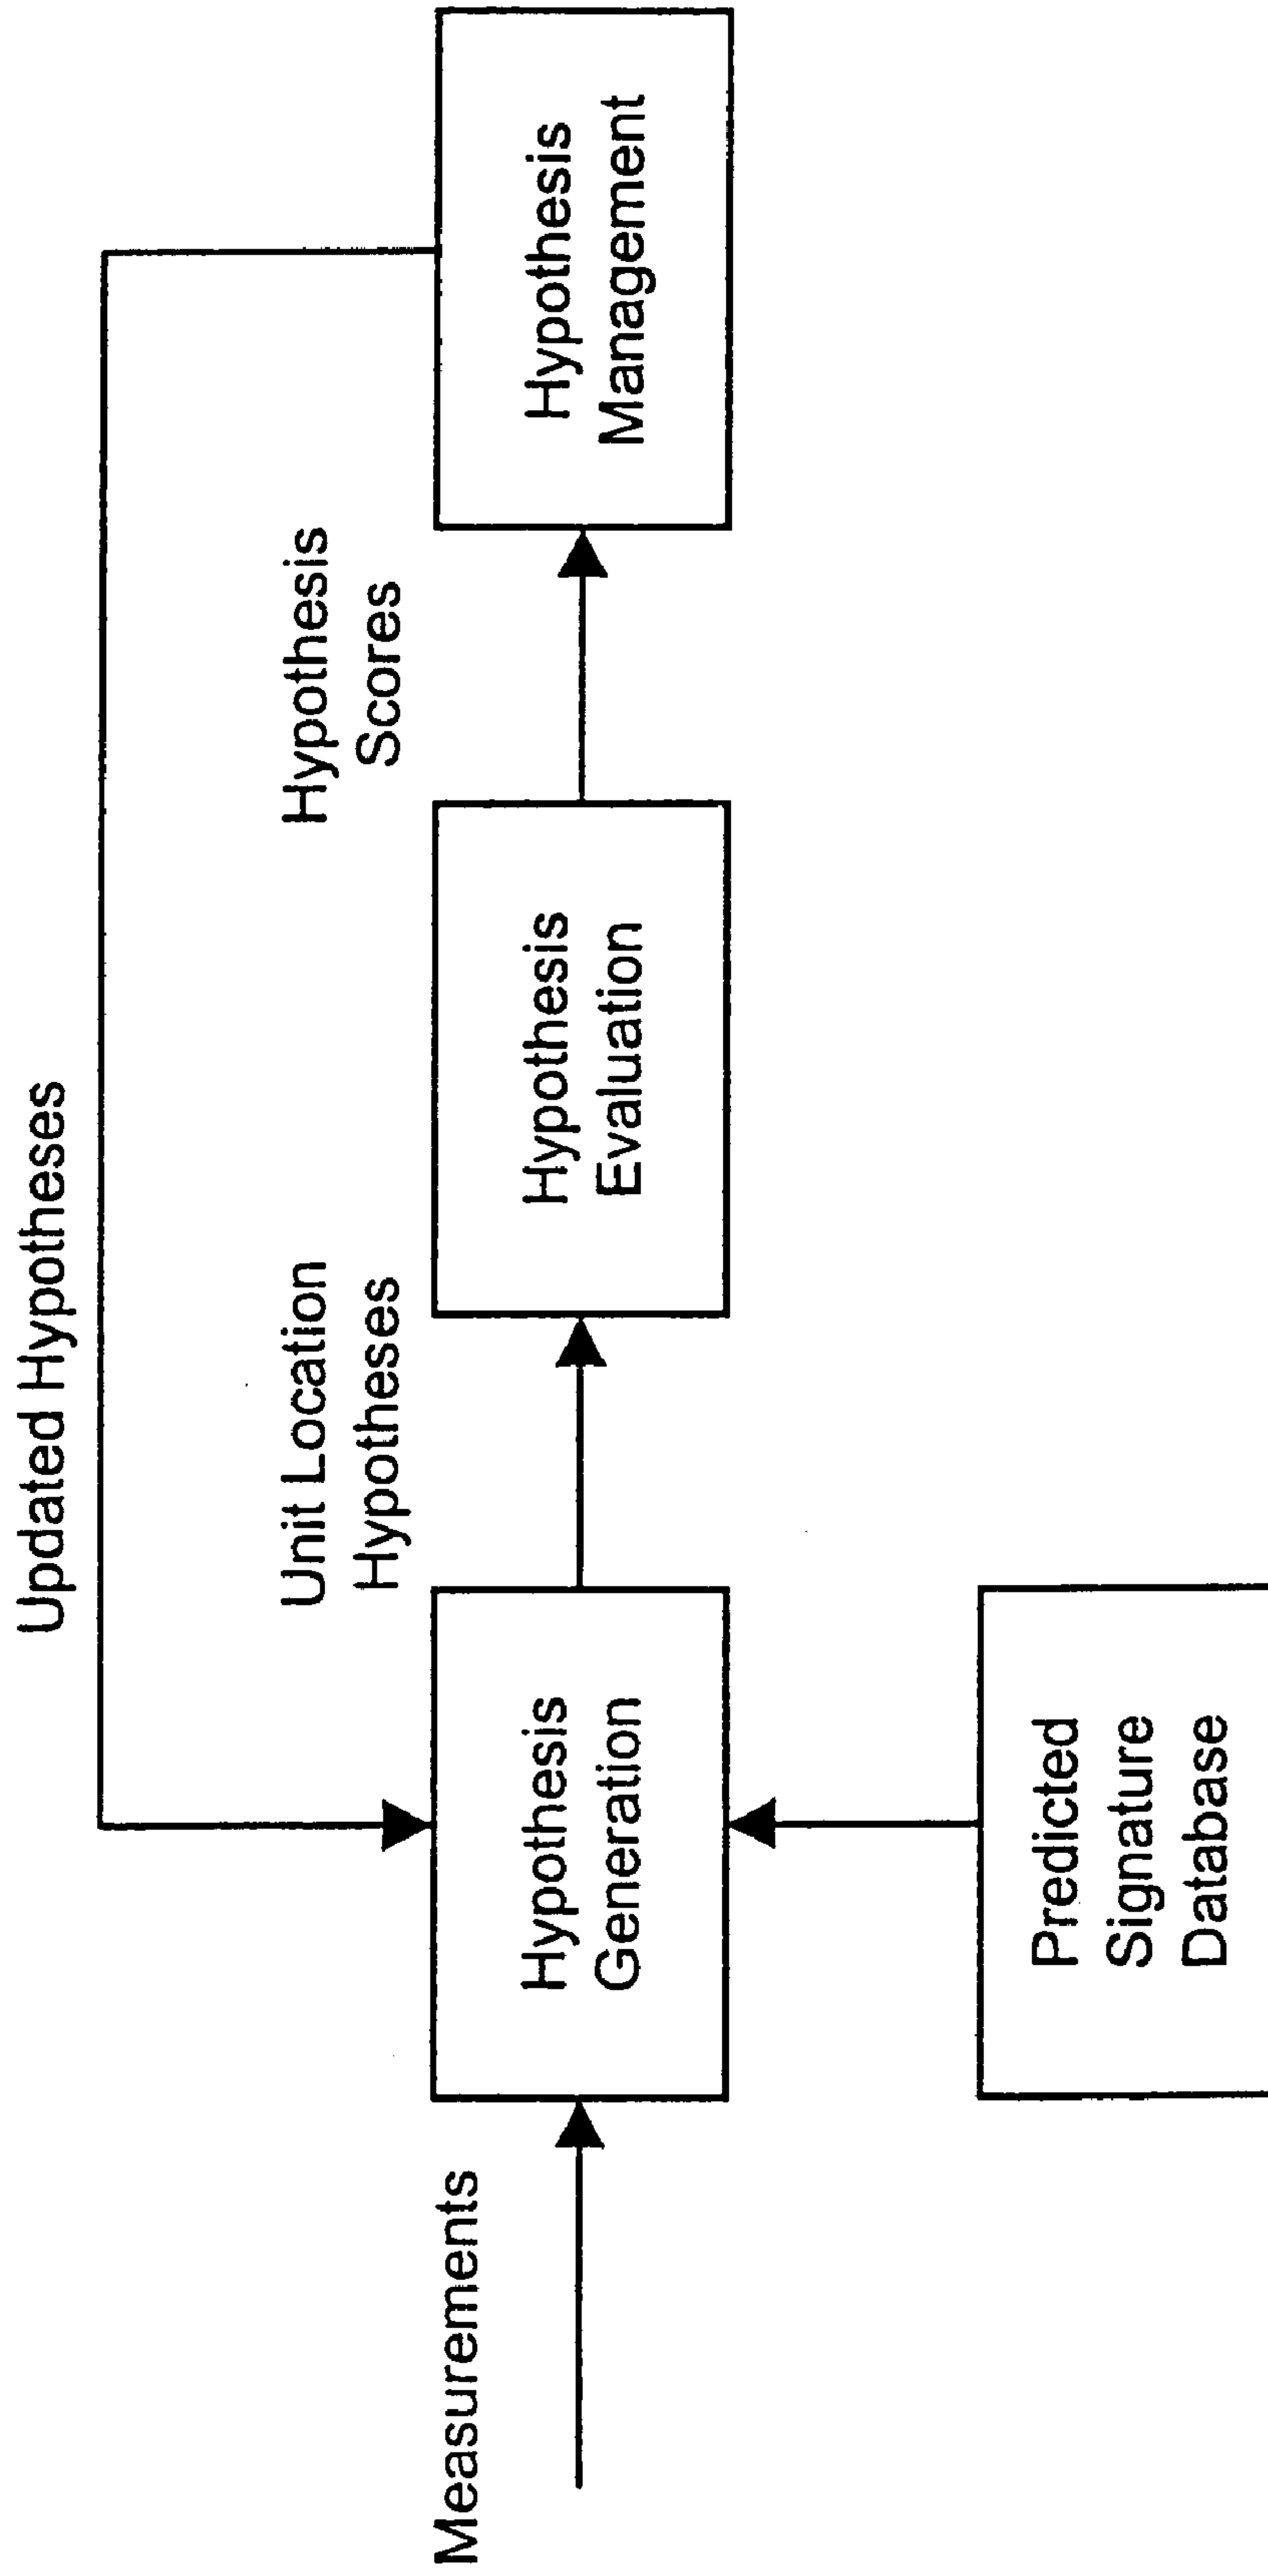 Updated Hypotheses
Unit Location
Hypotheses
Hypothesis
Scores
Measurements
Hypothesis
Generation
Hypothesis
Evaluation
Hypothesis
Management
Predicted
Signature
Database